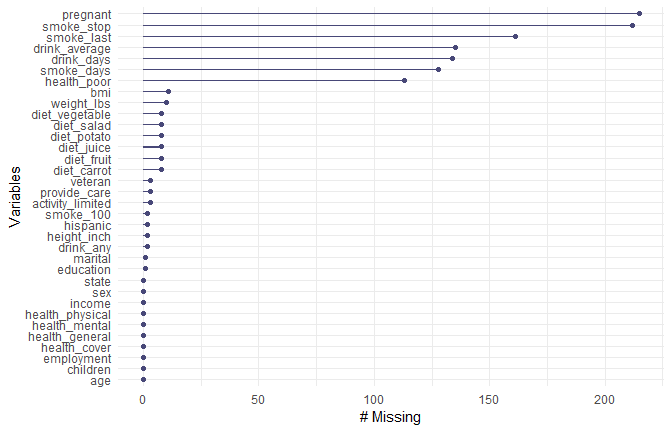 pregnant
smoke_stop
smoke_last
drink_average
drink_days
smoke_days
health_poor
bmi
weight_lbs
diet_vegetable
diet_salad
diet_potato
diet_juice
diet_fruit
diet_carrot
veteran
provide_care
activity_limited
smoke_100
hispanic
height_inch
drink_any
marital
education
state
sex
income
health_physical
health_mental
health_general
health_cover
employment
children
age
Variables
0 50 100 150 200
# Missing